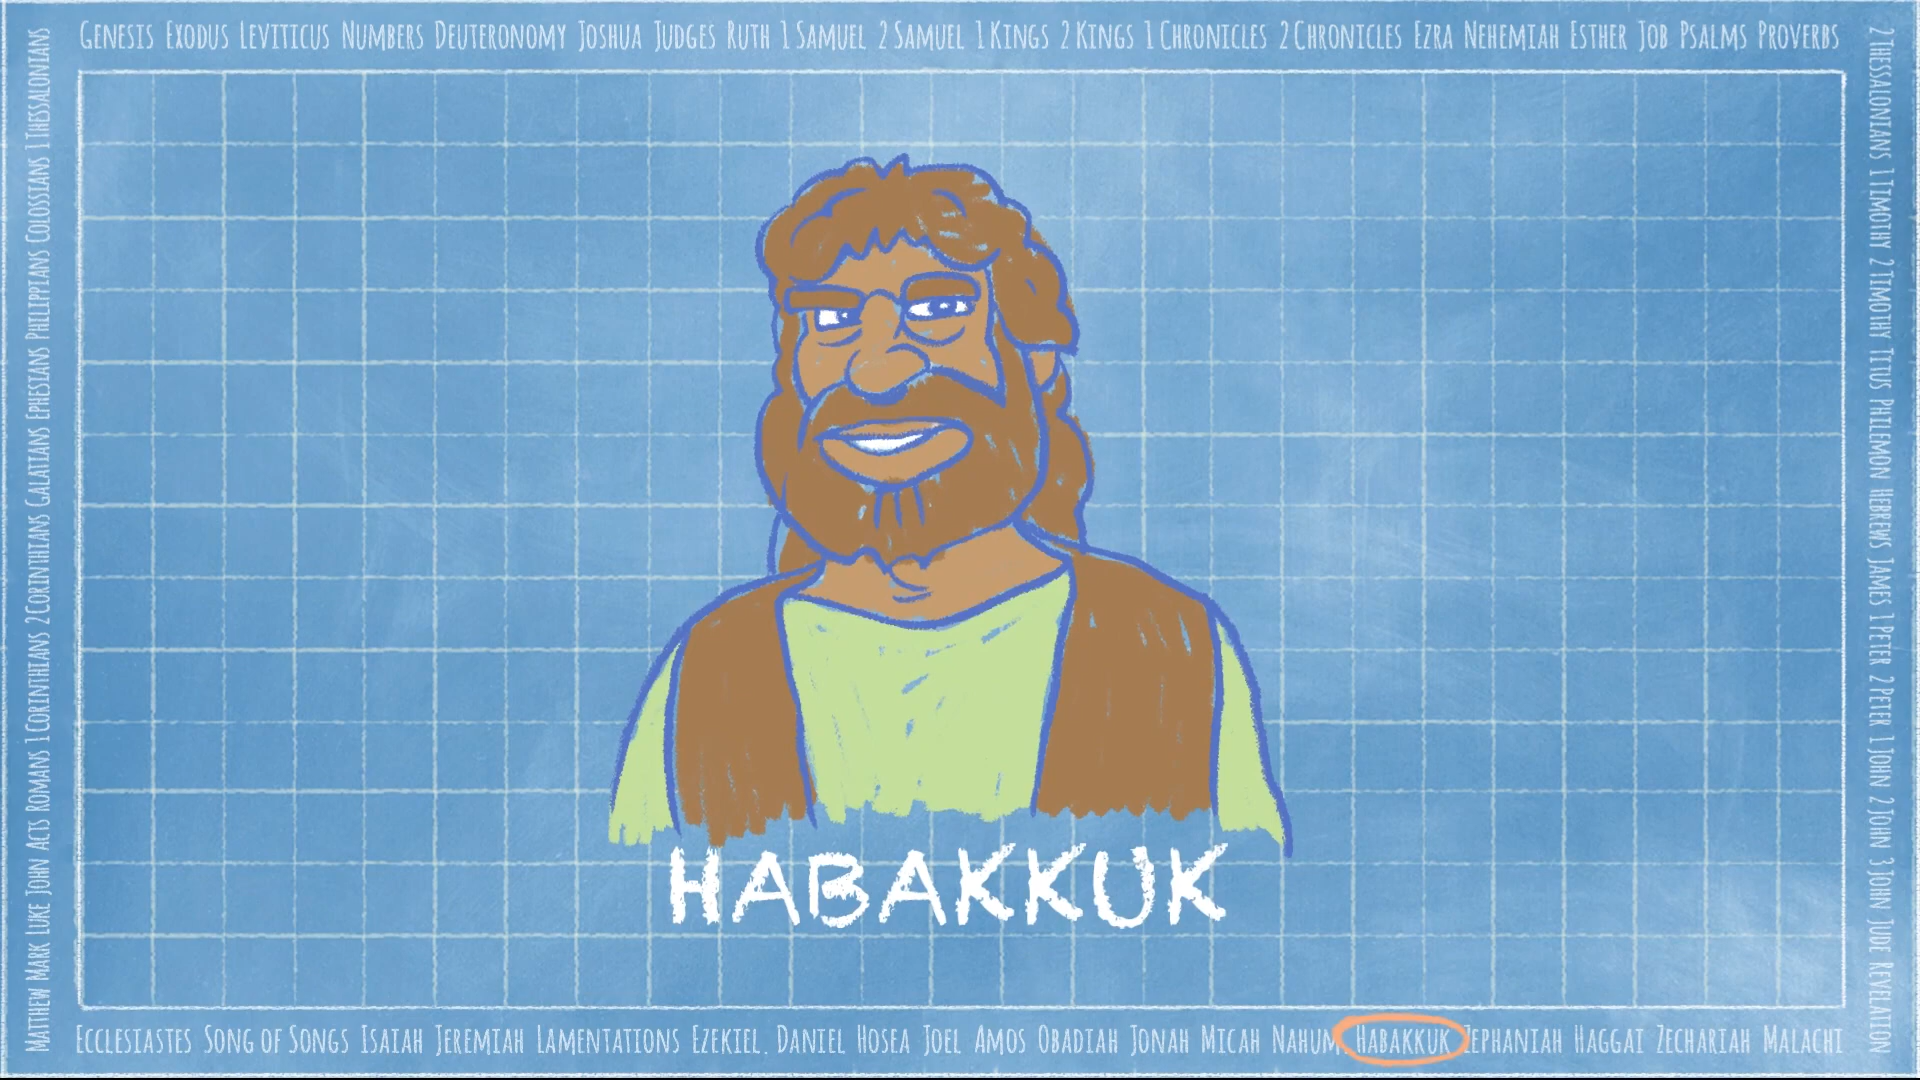 GENESIS EXODUS LEVITICUS NUMBERS DEUTERONOMY JOSHUA JUDGES RUTH 1 SAMUEL 2 SAMUEL 1 KINGS 2 KINGS 1 CHRONICLES 2 CHRONICLES EZRA NEHEMIAH ESTHER JOB PSALMS PROVERBS
MATTHEW MARK LUKE JOHN ACTS ROMANS 1 CORINTHIANS 2 CORINTHIANS GALATIANS EPHESIANS PHILIPPIANS COLOSSIANS 1 THESSALONIANS
2 THESSALONIANS 1 TIMOTHY 2 TIMOTHY TITUS PHILEMON HEBREWS JAMES 1 PETER 2 PETER 1 JOHN 2 JOHN 3 JOHN JUDE REVELATION
HABAKKUK
ECCLESIASTES SONG OF SONGS ISAIAH JEREMIAH LAMENTATIONS EZEKIEL. DANIEL HOSEA JOEL AMOS OBADIAH JONAH MICAH NAHUM HABAKKUK ZEPHANIAH HAGGAI ZECHARIAH MALACHI